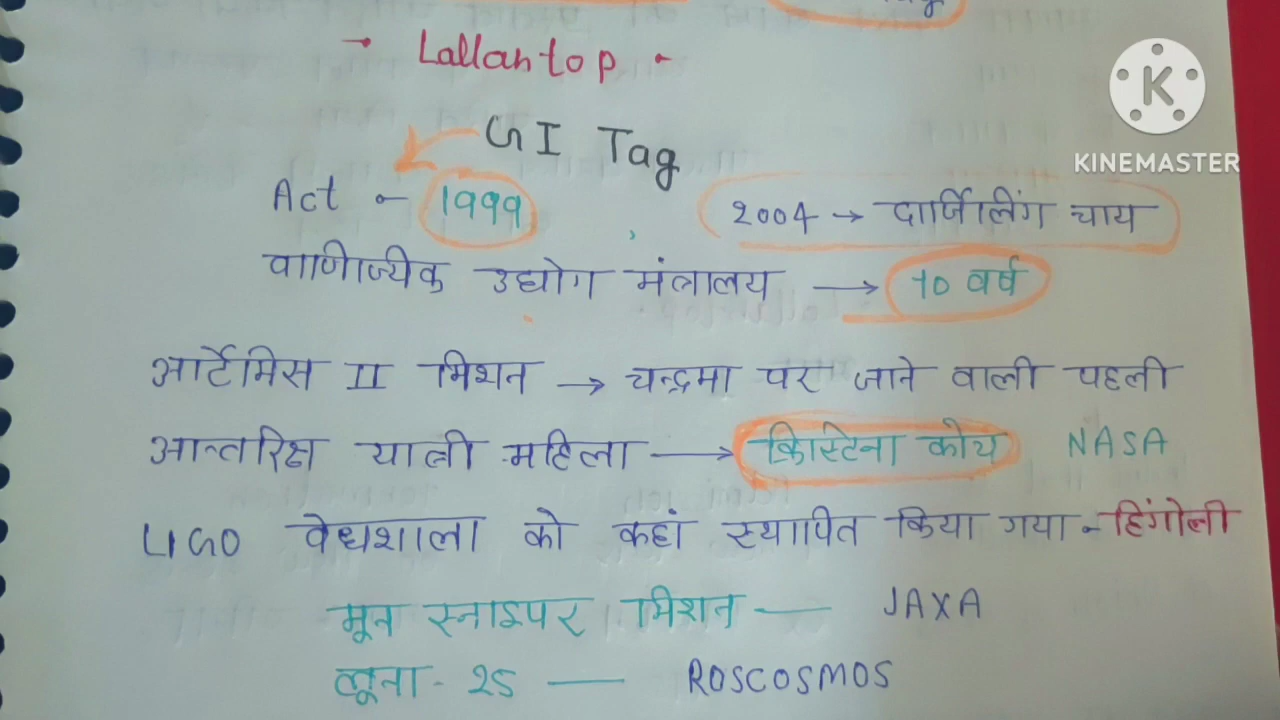 Lallantop
GI Tag
Act - 1999
2004 → दार्जिलिंग चाय
वाणिज्यिक उद्योग मंत्रालय → 10 वर्ष
आर्टेमिस II मिशन → चन्द्रमा पर जाने वाली पहली
आन्तरिक्ष यात्री महिला → क्रिस्टिना कोच NASA
LIGO वेधशाला को कहां स्थापित किया गया - हिंगोली
मून स्नाइपर मिशन — JAXA
लूना - 25 — ROSCOSMOS
KINEMASTER